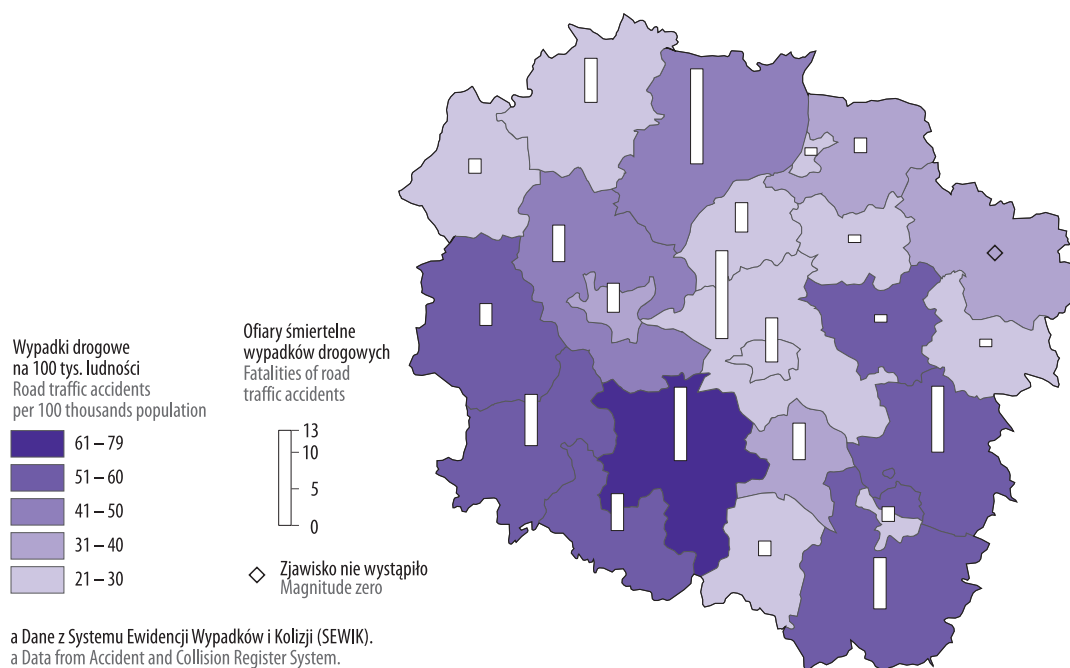 Wypadki drogowe
na 100 tys. ludności
Road traffic accidents
per 100 thousands population
61 – 79
51 – 60
41 – 50
31 – 40
21 – 30
Ofiary śmiertelne
wypadków drogowych
Fatalities of road
traffic accidents
13
10
5
0
Zjawisko nie wystąpiło
Magnitude zero
a Dane z Systemu Ewidencji Wypadków i Kolizji (SEWIK).
a Data from Accident and Collision Register System.